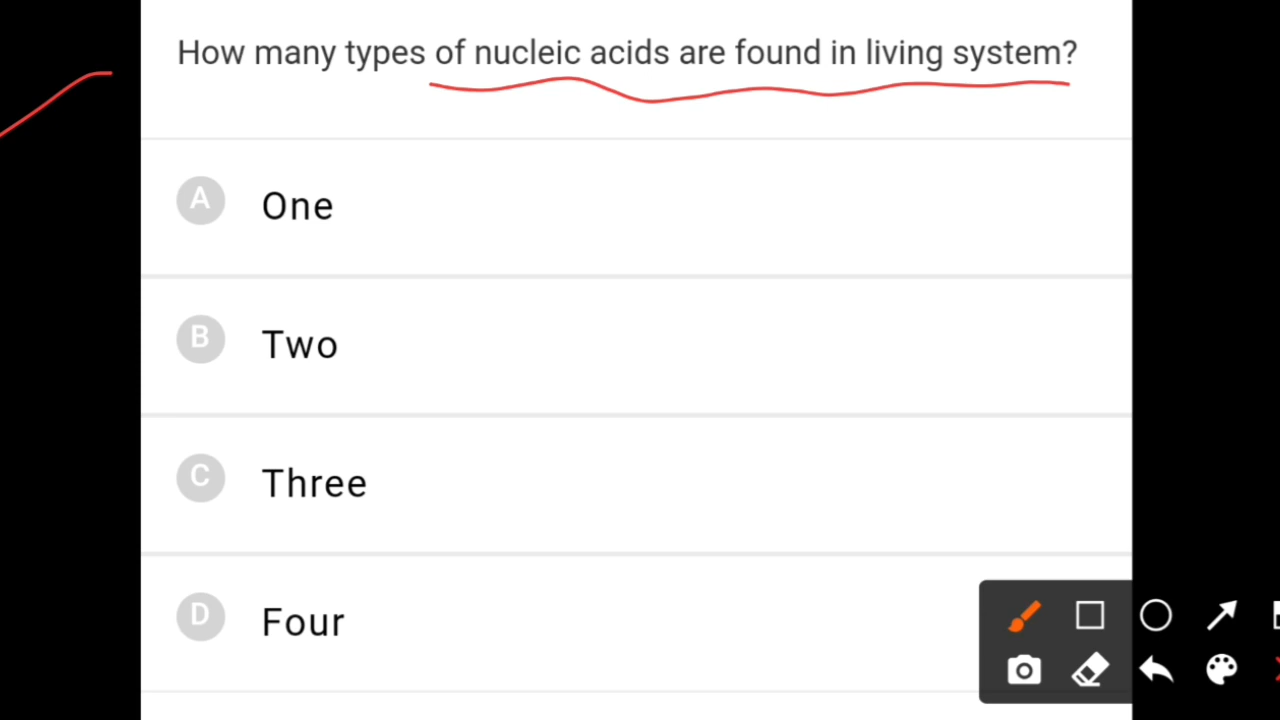 How many types of nucleic acids are found in living system?
A One
B Two
C Three
D Four